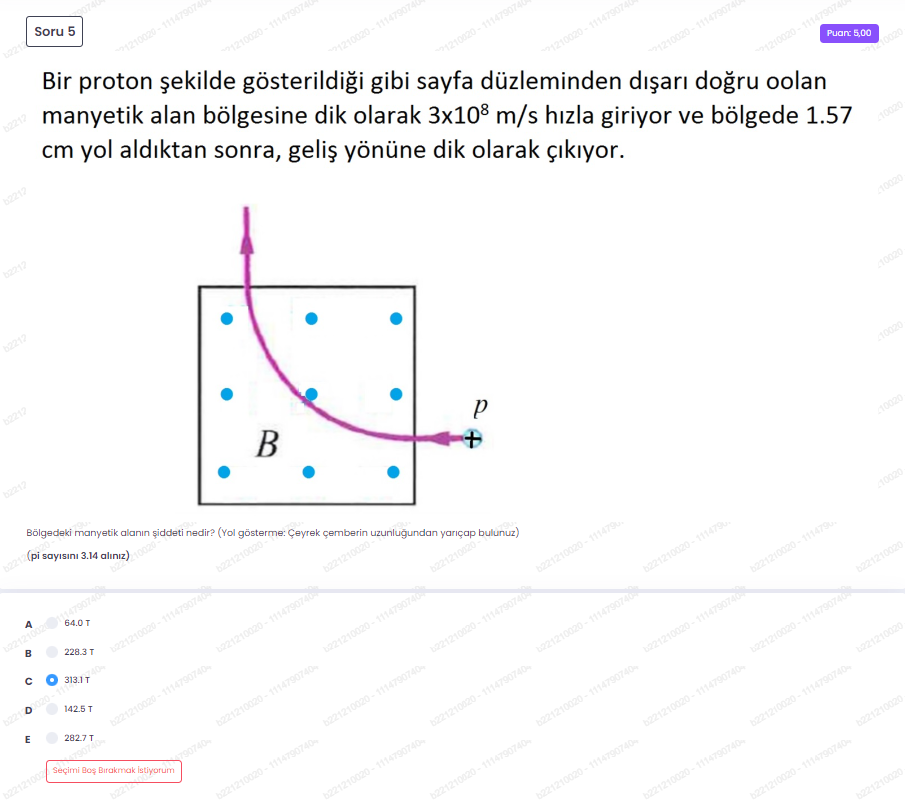 Soru 5
Puan: 5,00
Bir proton şekilde gösterildiği gibi sayfa düzleminden dışarı doğru oolan
manyetik alan bölgesine dik olarak 3x10⁸ m/s hızla giriyor ve bölgede 1.57
cm yol aldıktan sonra, geliş yönüne dik olarak çıkıyor.
p
B
Bölgedeki manyetik alanın şiddeti nedir? (Yol gösterme: Çeyrek çemberin uzunluğundan yarıçap bulunuz)
(pi sayısını 3.14 alınız)
A 64.0 T
B 228.3 T
C 313.1 T
D 142.5 T
E 282.7 T
Seçimi Boş Bırakmak İstiyorum